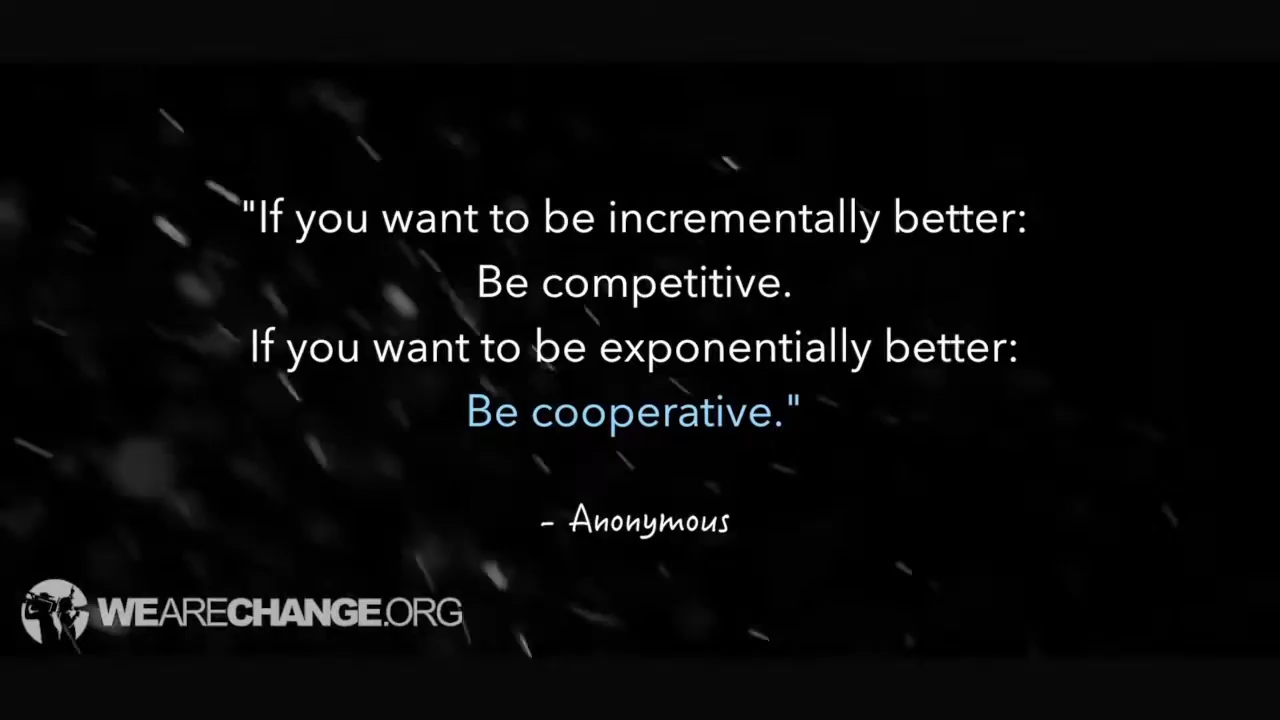 "If you want to be incrementally better:
Be competitive.
If you want to be exponentially better:
Be cooperative."
- Anonymous
WEARECHANGE.ORG